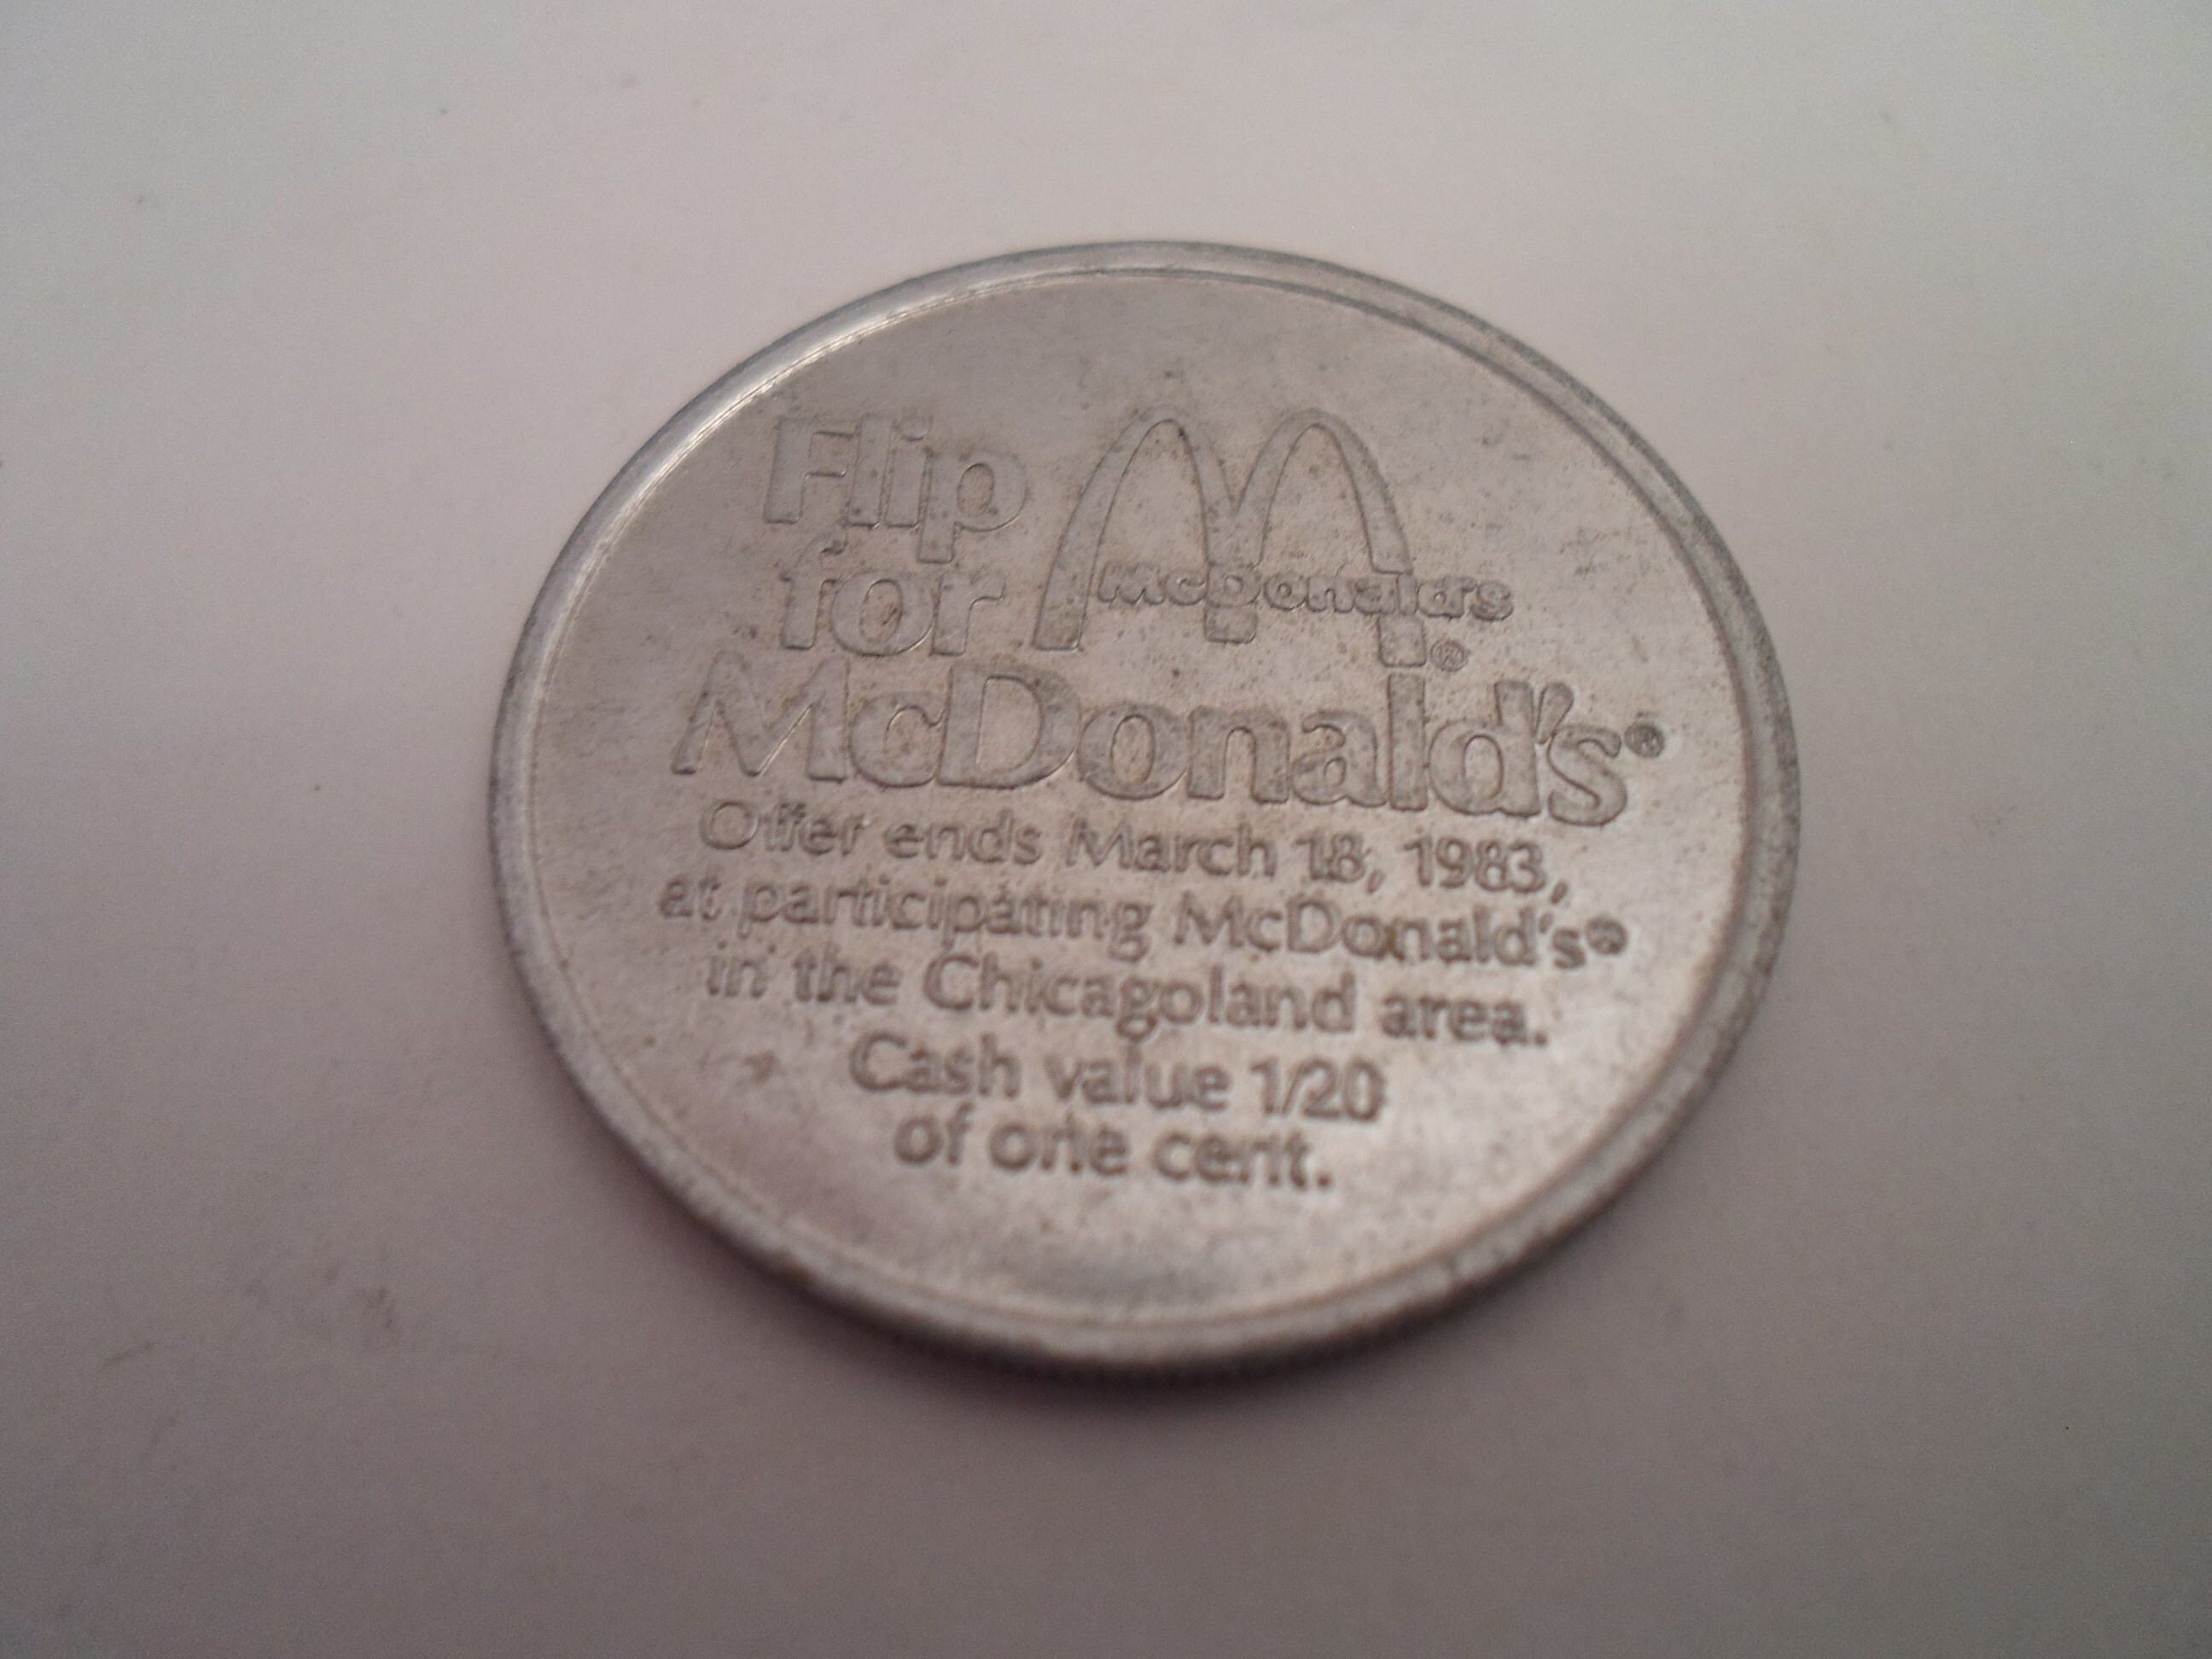 Flip
for
McDonald's
®
McDonald's®
Offer ends March 18, 1983,
at participating McDonald's®
in the Chicagoland area.
Cash value 1/20
of one cent.